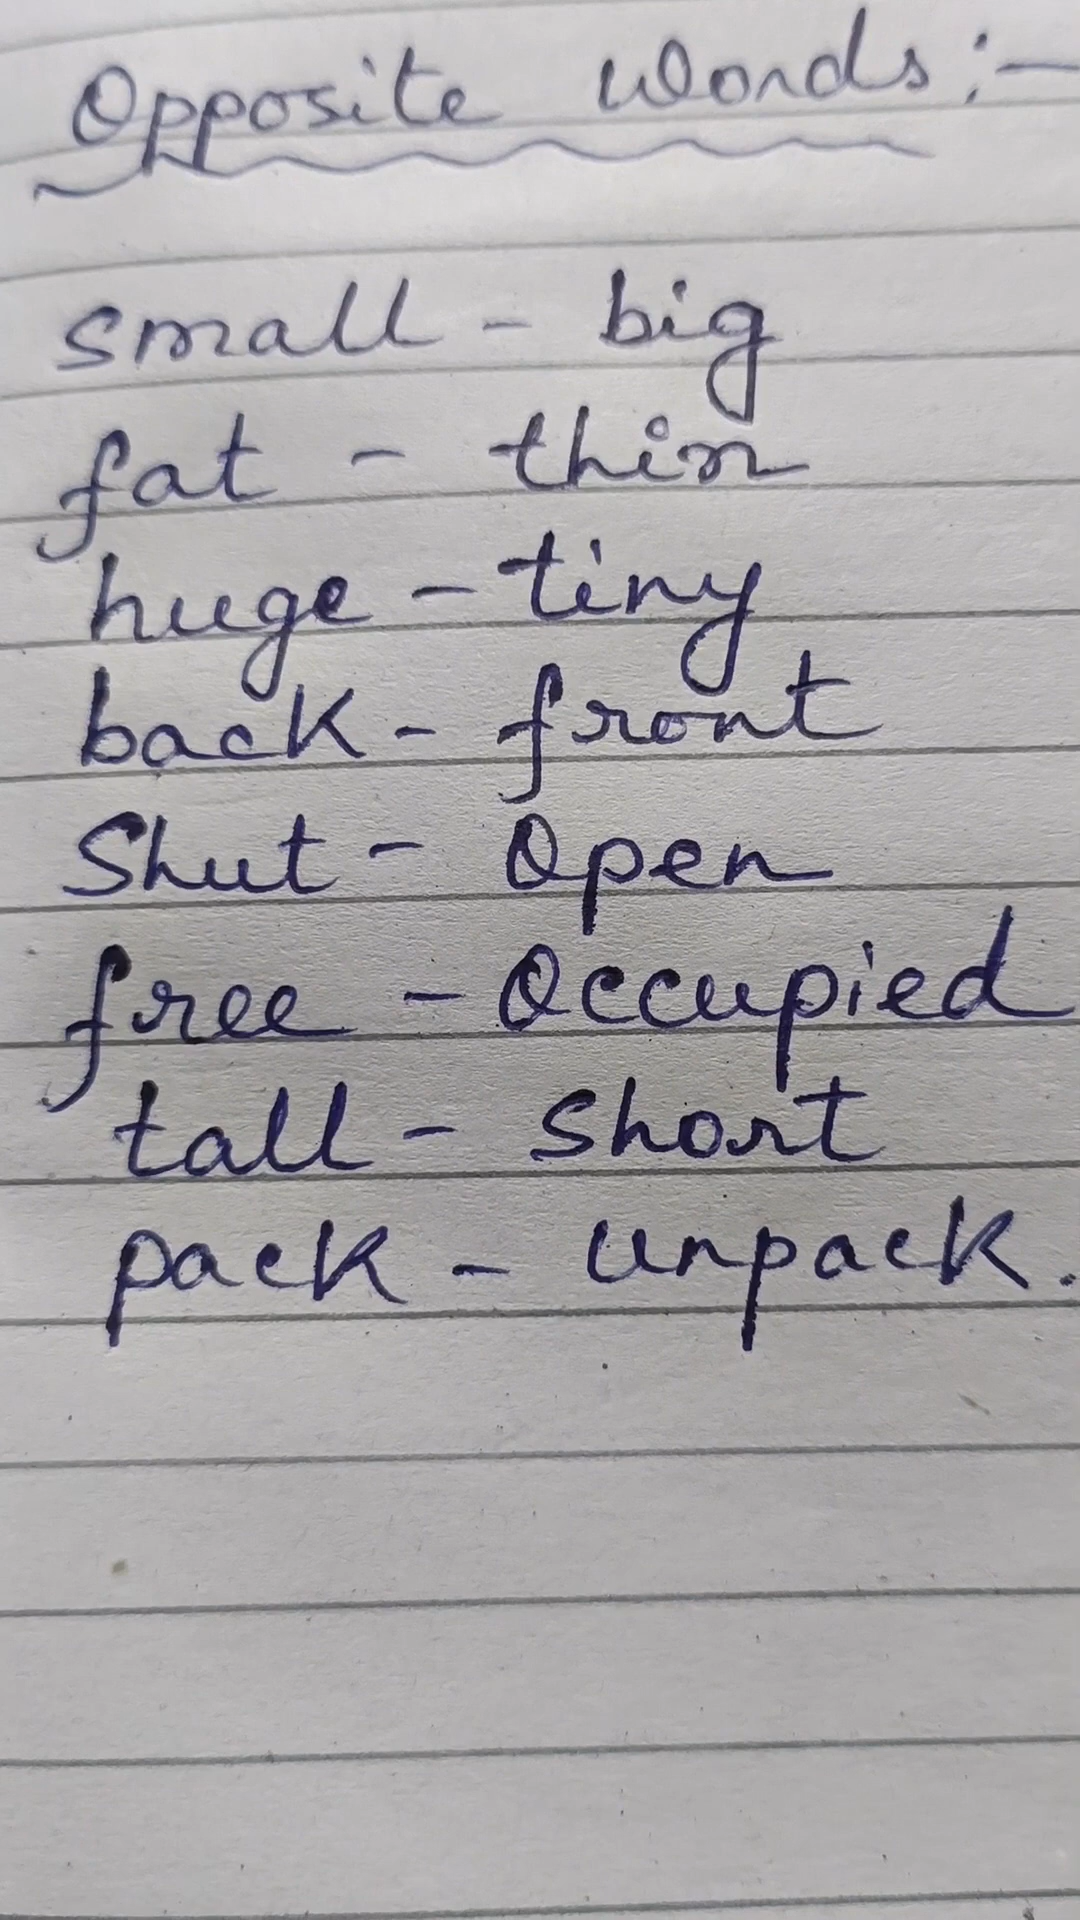 Opposite words:-
small - big
fat - thin
huge - tiny
back - front
Shut - Open
free - Occupied
tall - short
pack - unpack.